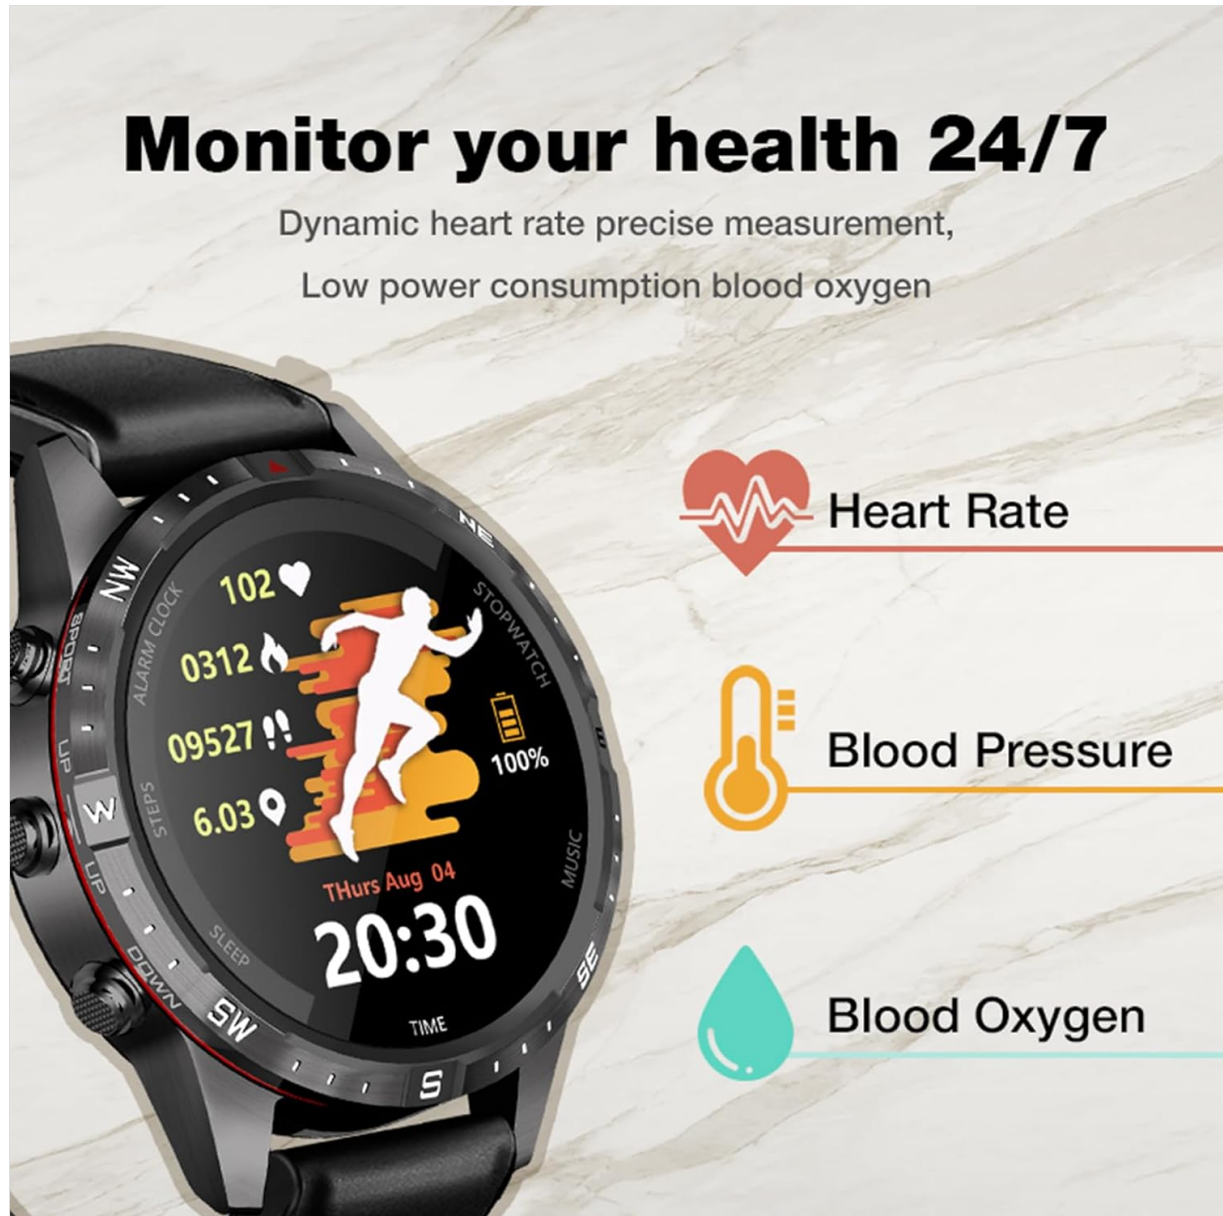 Monitor your health 24/7
Dynamic heart rate precise measurement,
Low power consumption blood oxygen
Heart Rate
Blood Pressure
Blood Oxygen
NW
NE
ALARM CLOCK
STOPWATCH
102
0312
09527
6.03
100%
SPORT
UP
W
UP
DOWN
STEPS
SLEEP
MUSIC
THurs Aug 04
20:30
TIME
SW
S
SE